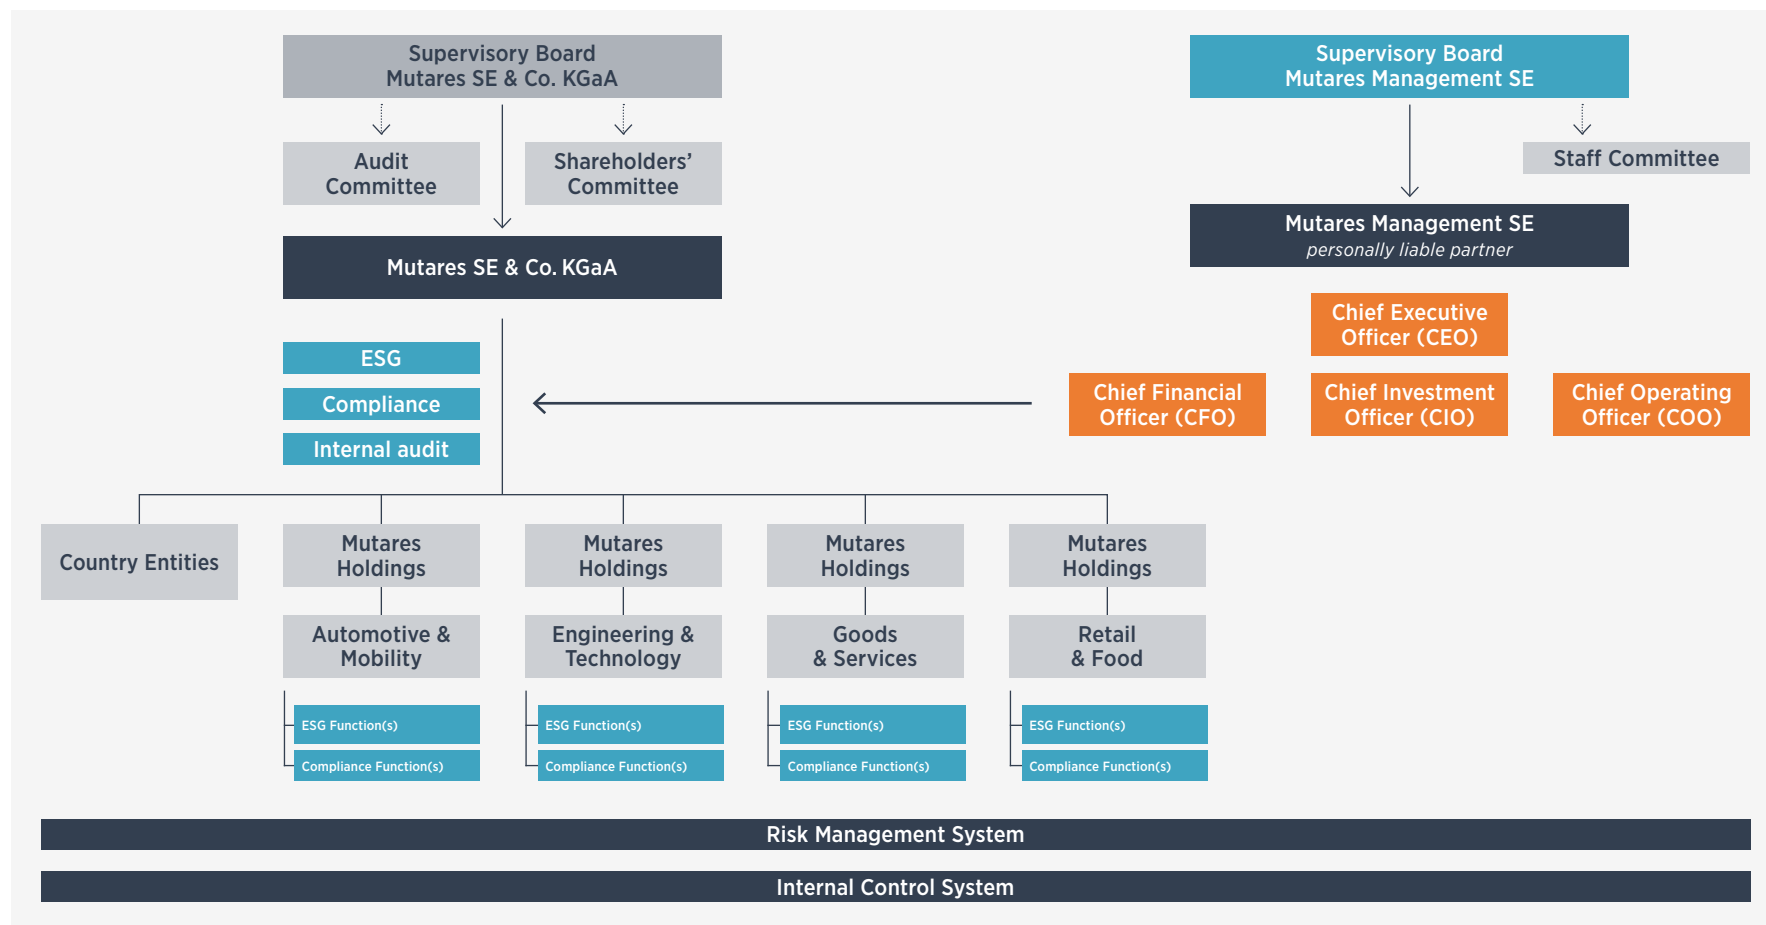 Supervisory Board
Mutares SE & Co. KGaA
Supervisory Board
Mutares Management SE
Audit
Committee
Shareholders’
Committee
Staff Committee
Mutares SE & Co. KGaA
Mutares Management SE
personally liable partner
Chief Executive
Officer (CEO)
Chief Financial
Officer (CFO)
Chief Investment
Officer (CIO)
Chief Operating
Officer (COO)
ESG
Compliance
Internal audit
Country Entities
Mutares
Holdings
Mutares
Holdings
Mutares
Holdings
Mutares
Holdings
Automotive &
Mobility
Engineering &
Technology
Goods
& Services
Retail
& Food
ESG Function(s)
ESG Function(s)
ESG Function(s)
ESG Function(s)
Compliance Function(s)
Compliance Function(s)
Compliance Function(s)
Compliance Function(s)
Risk Management System
Internal Control System